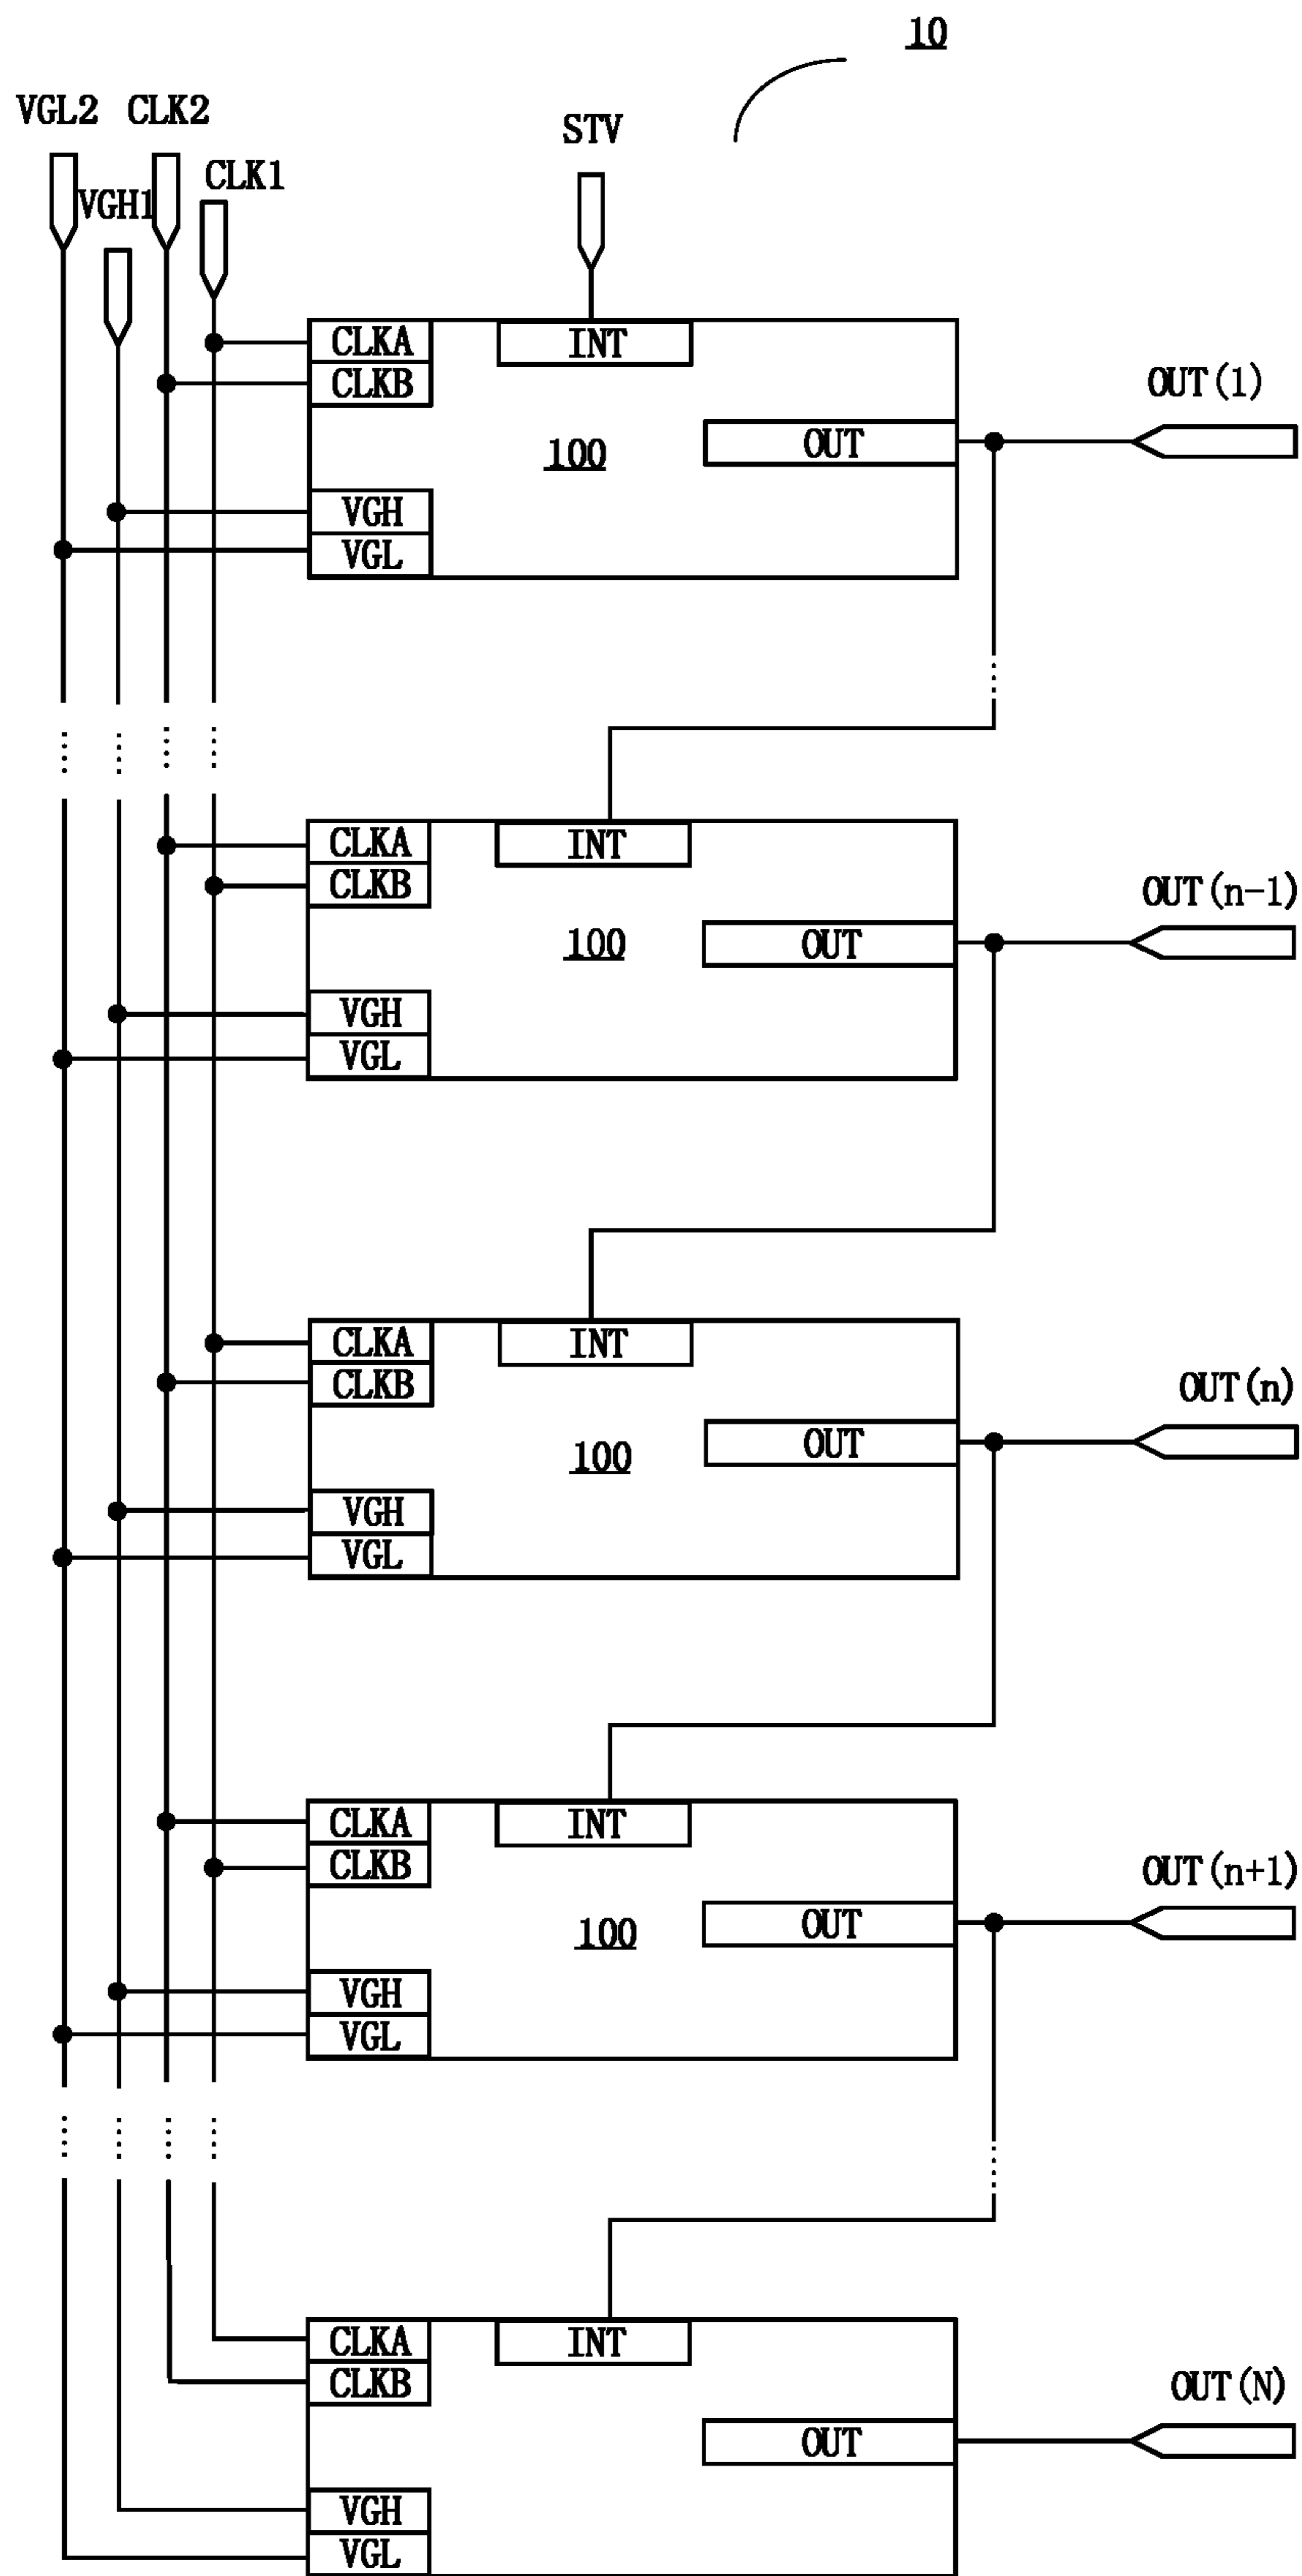 10
VGL2
CLK2
STV
CLK1
VGH1
CLKA
INT
CLKB
OUT(1)
100
OUT
VGH
VGL
CLKA
INT
CLKB
OUT(n-1)
100
OUT
VGH
VGL
CLKA
INT
CLKB
OUT(n)
100
OUT
VGH
VGL
CLKA
INT
CLKB
OUT(n+1)
100
OUT
VGH
VGL
CLKA
INT
CLKB
OUT(N)
OUT
VGH
VGL